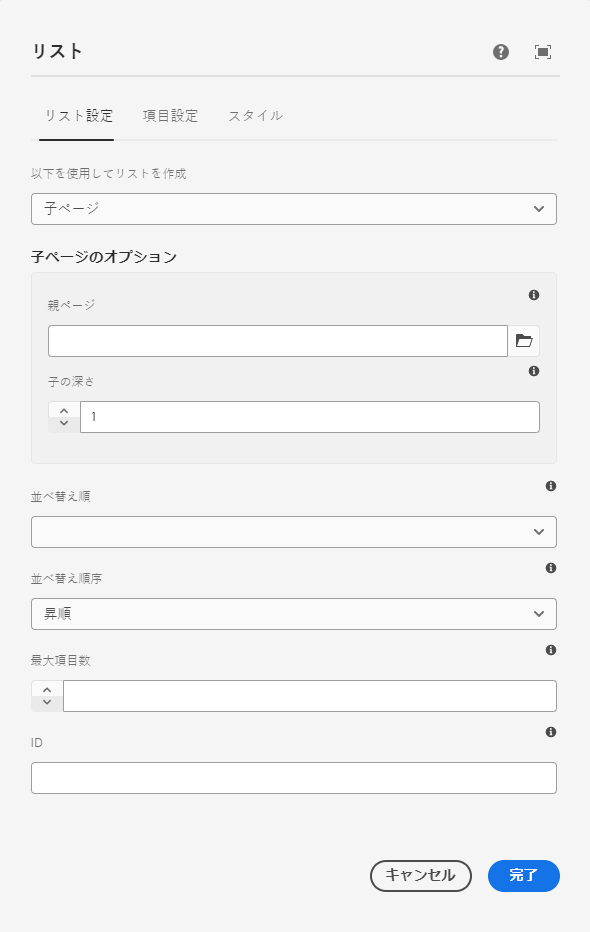 リスト
リスト設定 項目設定 スタイル
以下を使用してリストを作成
子ページ
子ページのオプション
親ページ
子の深さ
1
並べ替え順
並べ替え順序
昇順
最大項目数
ID
キャンセル 完了